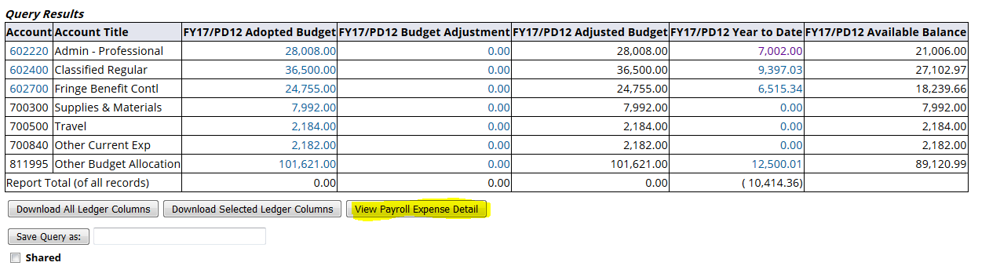 Query Results
Account Account Title FY17/PD12 Adopted Budget FY17/PD12 Budget Adjustment FY17/PD12 Adjusted Budget FY17/PD12 Year to Date FY17/PD12 Available Balance
602220 Admin - Professional 28,008.00 0.00 28,008.00 7,002.00 21,006.00
602400 Classified Regular 36,500.00 0.00 36,500.00 9,397.03 27,102.97
602700 Fringe Benefit Contl 24,755.00 0.00 24,755.00 6,515.34 18,239.66
700300 Supplies & Materials 7,992.00 0.00 7,992.00 0.00 7,992.00
700500 Travel 2,184.00 0.00 2,184.00 0.00 2,184.00
700840 Other Current Exp 2,182.00 0.00 2,182.00 0.00 2,182.00
811995 Other Budget Allocation 101,621.00 0.00 101,621.00 12,500.01 89,120.99
Report Total (of all records) 0.00 0.00 0.00 ( 10,414.36)
Download All Ledger Columns Download Selected Ledger Columns View Payroll Expense Detail
Save Query as:
Shared